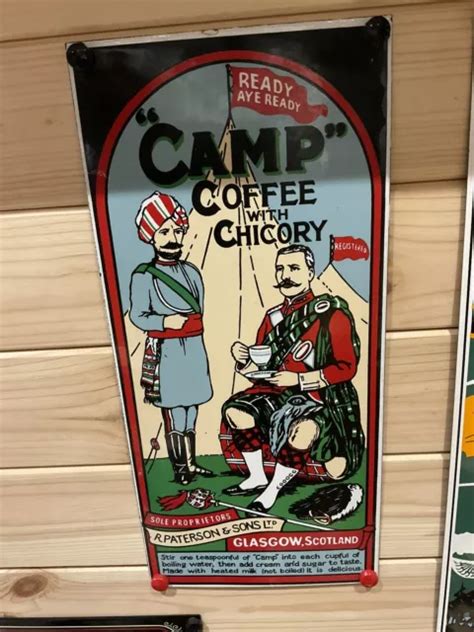 READY
AYE READY
"CAMP"
COFFEE
WITH
CHICORY
REGISTERED
SOLE PROPRIETORS
R. PATERSON & SONS LTD
GLASGOW, SCOTLAND
Stir one teaspoonful of "Camp" into each cupful of
boiling water, then add cream and sugar to taste.
Made with heated milk (not boiled) it is delicious